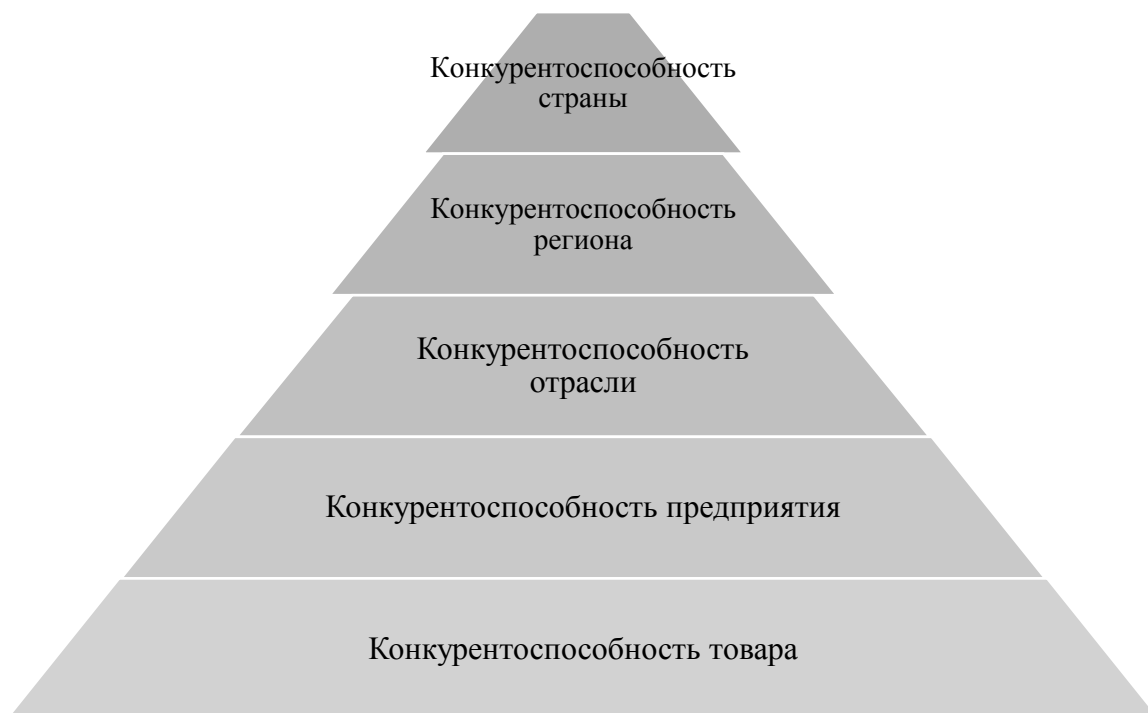 Конкурентоспособность
страны
Конкурентоспособность
региона
Конкурентоспособность
отрасли
Конкурентоспособность предприятия
Конкурентоспособность товара